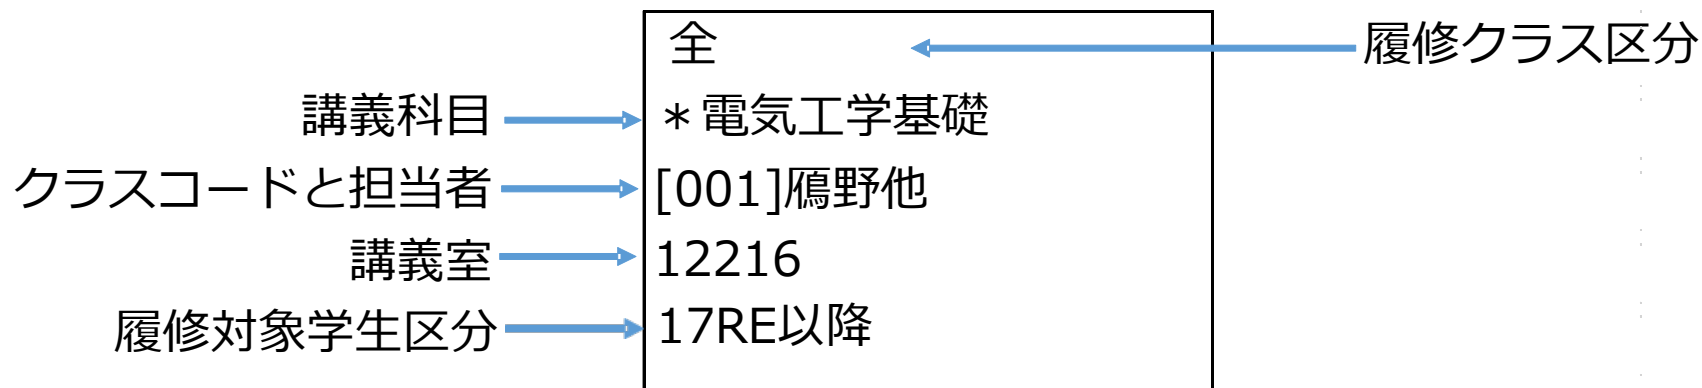 全
履修クラス区分
講義科目
＊電気工学基礎
クラスコードと担当者
[001]鴈野他
講義室
12216
履修対象学生区分
17RE以降